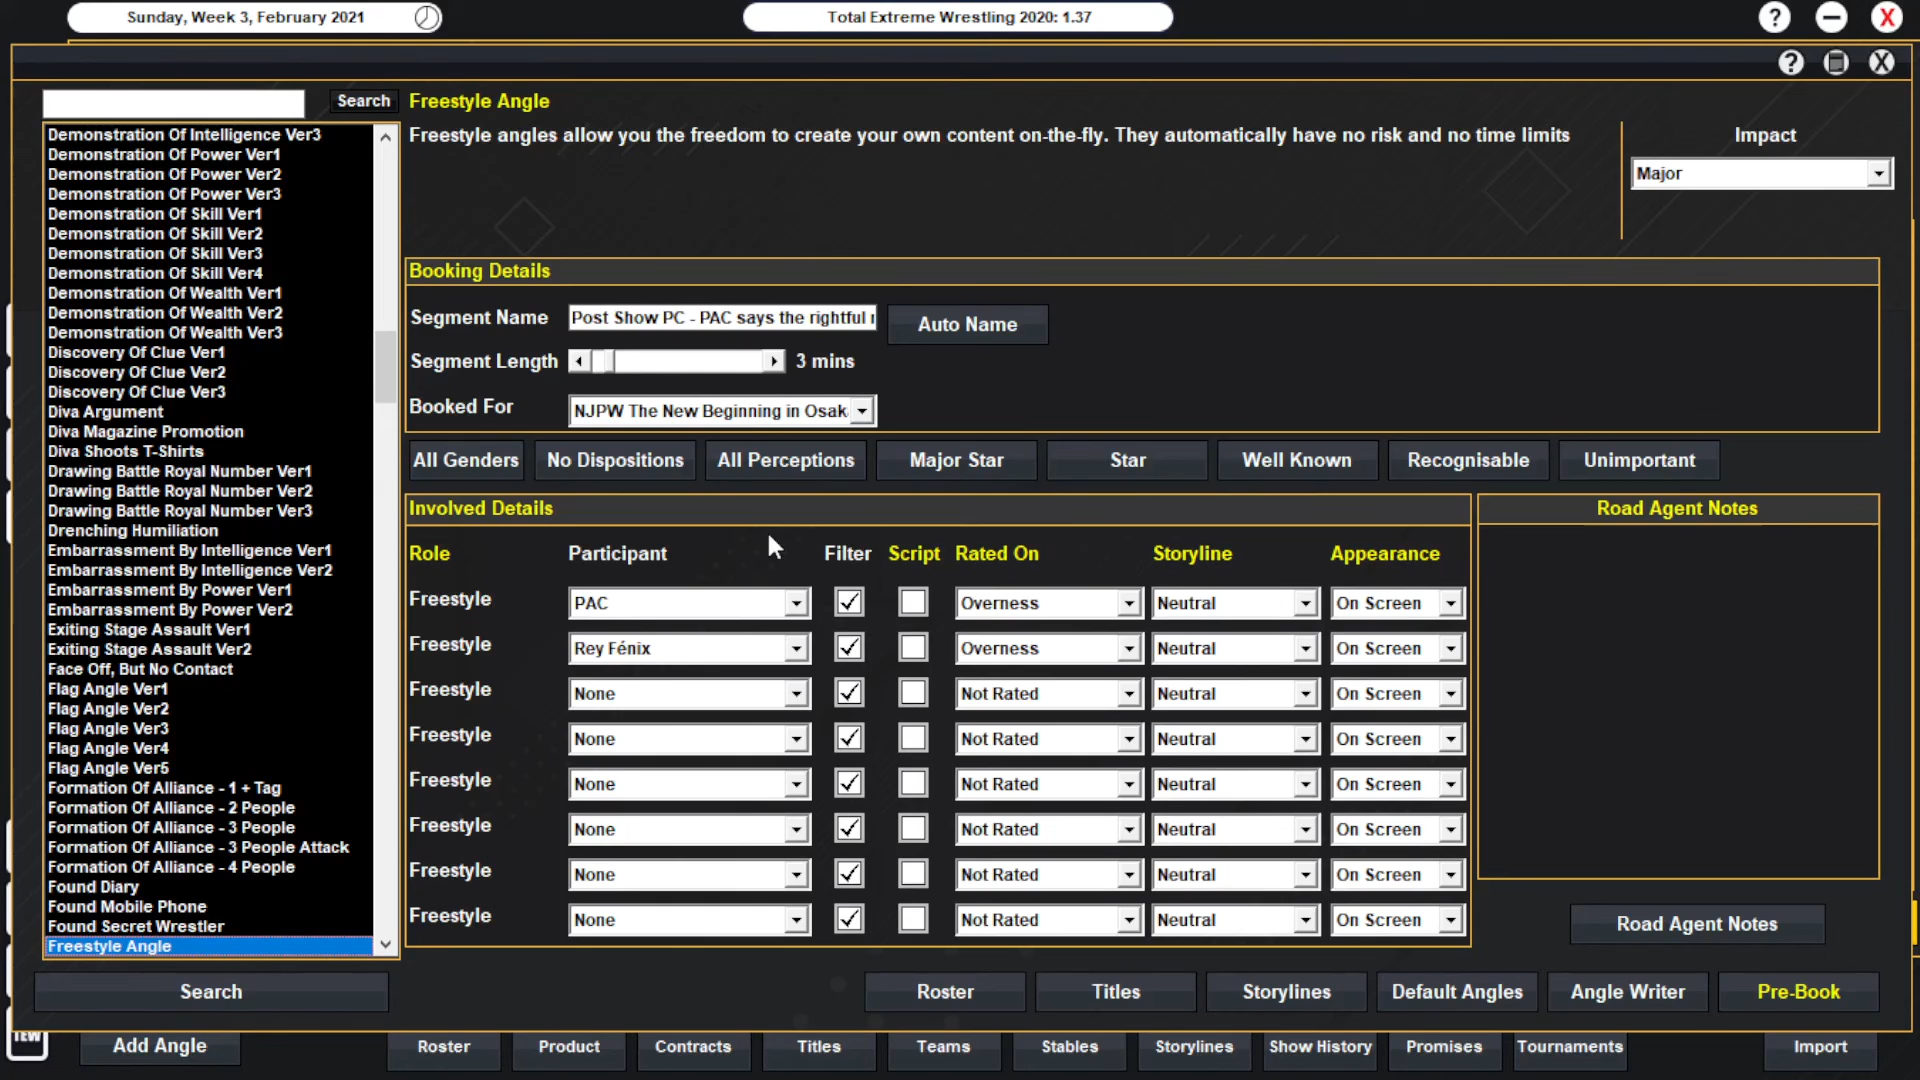 Sunday, Week 3, February 2021
Total Extreme Wrestling 2020: 1.37
? X
? X
Search
Freestyle Angle
Freestyle angles allow you the freedom to create your own content on-the-fly. They automatically have no risk and no time limits
Impact
Major
Demonstration Of Intelligence Ver3
Demonstration Of Power Ver1
Demonstration Of Power Ver2
Demonstration Of Power Ver3
Demonstration Of Skill Ver1
Demonstration Of Skill Ver2
Demonstration Of Skill Ver3
Demonstration Of Skill Ver4
Demonstration Of Wealth Ver1
Demonstration Of Wealth Ver2
Demonstration Of Wealth Ver3
Discovery Of Clue Ver1
Discovery Of Clue Ver2
Discovery Of Clue Ver3
Diva Argument
Diva Magazine Promotion
Diva Shoots T-Shirts
Drawing Battle Royal Number Ver1
Drawing Battle Royal Number Ver2
Drawing Battle Royal Number Ver3
Drenching Humiliation
Embarrassment By Intelligence Ver1
Embarrassment By Intelligence Ver2
Embarrassment By Power Ver1
Embarrassment By Power Ver2
Exiting Stage Assault Ver1
Exiting Stage Assault Ver2
Face Off, But No Contact
Flag Angle Ver1
Flag Angle Ver2
Flag Angle Ver3
Flag Angle Ver4
Flag Angle Ver5
Formation Of Alliance - 1 + Tag
Formation Of Alliance - 2 People
Formation Of Alliance - 3 People
Formation Of Alliance - 3 People Attack
Formation Of Alliance - 4 People
Found Diary
Found Mobile Phone
Found Secret Wrestler
Freestyle Angle
Search
Booking Details
Segment Name Post Show PC - PAC says the rightful Auto Name
Segment Length 3 mins
Booked For NJPW The New Beginning in Osak
All Genders No Dispositions All Perceptions Major Star Star Well Known Recognisable Unimportant
Involved Details
Role Participant Filter Script Rated On Storyline Appearance
Freestyle PAC Overness Neutral On Screen
Freestyle Rey Fénix Overness Neutral On Screen
Freestyle None Not Rated Neutral On Screen
Freestyle None Not Rated Neutral On Screen
Freestyle None Not Rated Neutral On Screen
Freestyle None Not Rated Neutral On Screen
Freestyle None Not Rated Neutral On Screen
Freestyle None Not Rated Neutral On Screen
Road Agent Notes
Road Agent Notes
Roster Titles Storylines Default Angles Angle Writer Pre-Book
TEW
Add Angle Roster Product Contracts Titles Teams Stables Storylines Show History Promises Tournaments Import